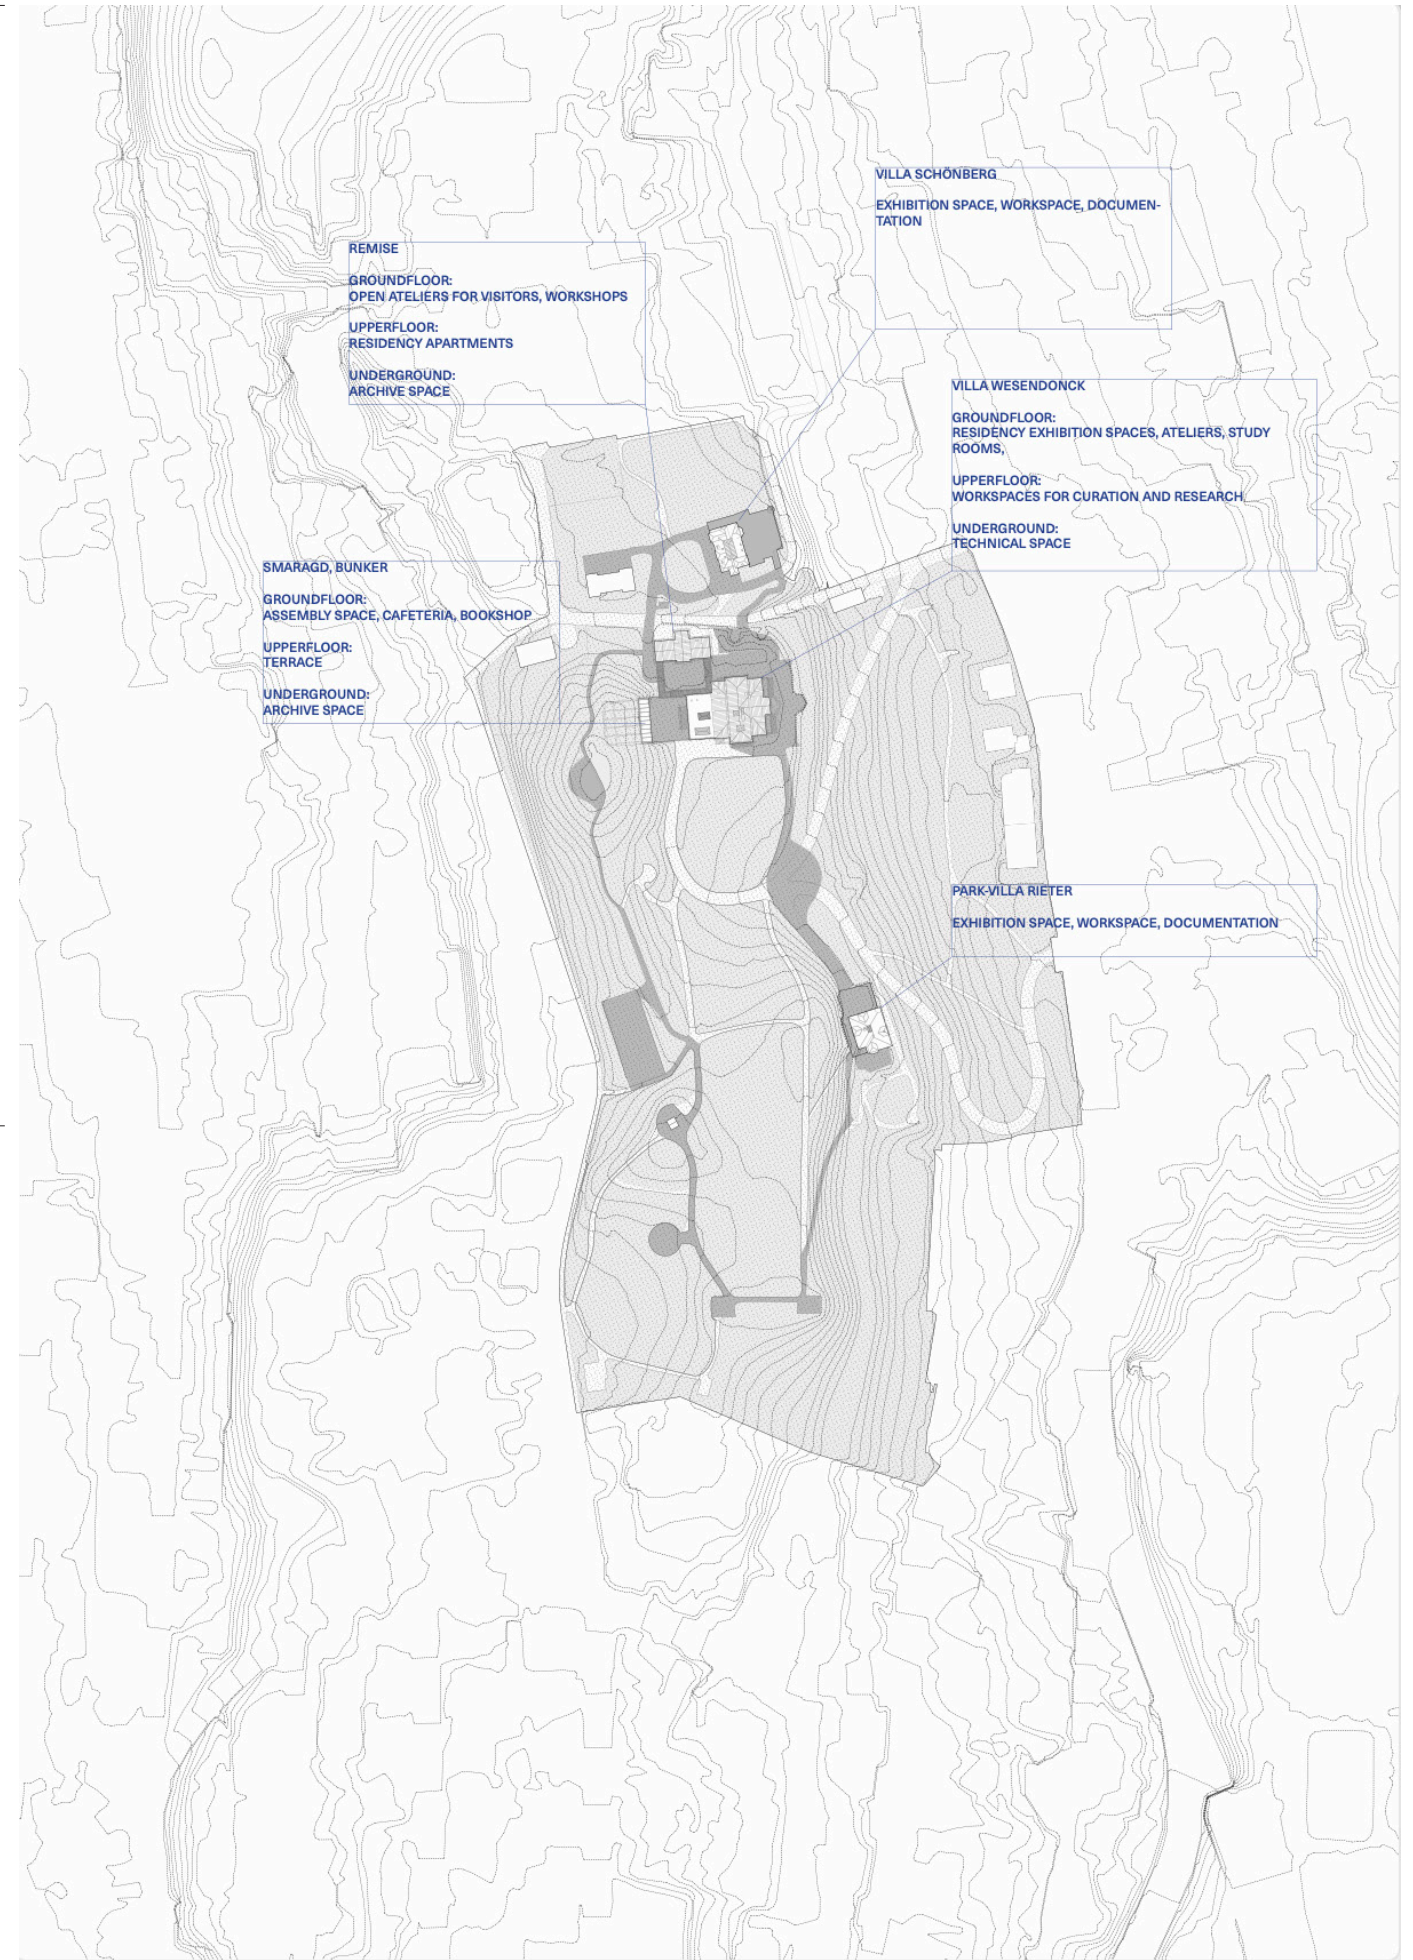 VILLA SCHÖNBERG
EXHIBITION SPACE, WORKSPACE, DOCUMEN-
TATION
REMISE
GROUNDFLOOR:
OPEN ATELIERS FOR VISITORS, WORKSHOPS
UPPERFLOOR:
RESIDENCY APARTMENTS
UNDERGROUND:
ARCHIVE SPACE
VILLA WESENDONCK
GROUNDFLOOR:
RESIDENCY EXHIBITION SPACES, ATELIERS, STUDY
ROOMS,
UPPERFLOOR:
WORKSPACES FOR CURATION AND RESEARCH
UNDERGROUND:
TECHNICAL SPACE
SMARAGD, BUNKER
GROUNDFLOOR:
ASSEMBLY SPACE, CAFETERIA, BOOKSHOP
UPPERFLOOR:
TERRACE
UNDERGROUND:
ARCHIVE SPACE
PARK-VILLA RIETER
EXHIBITION SPACE, WORKSPACE, DOCUMENTATION